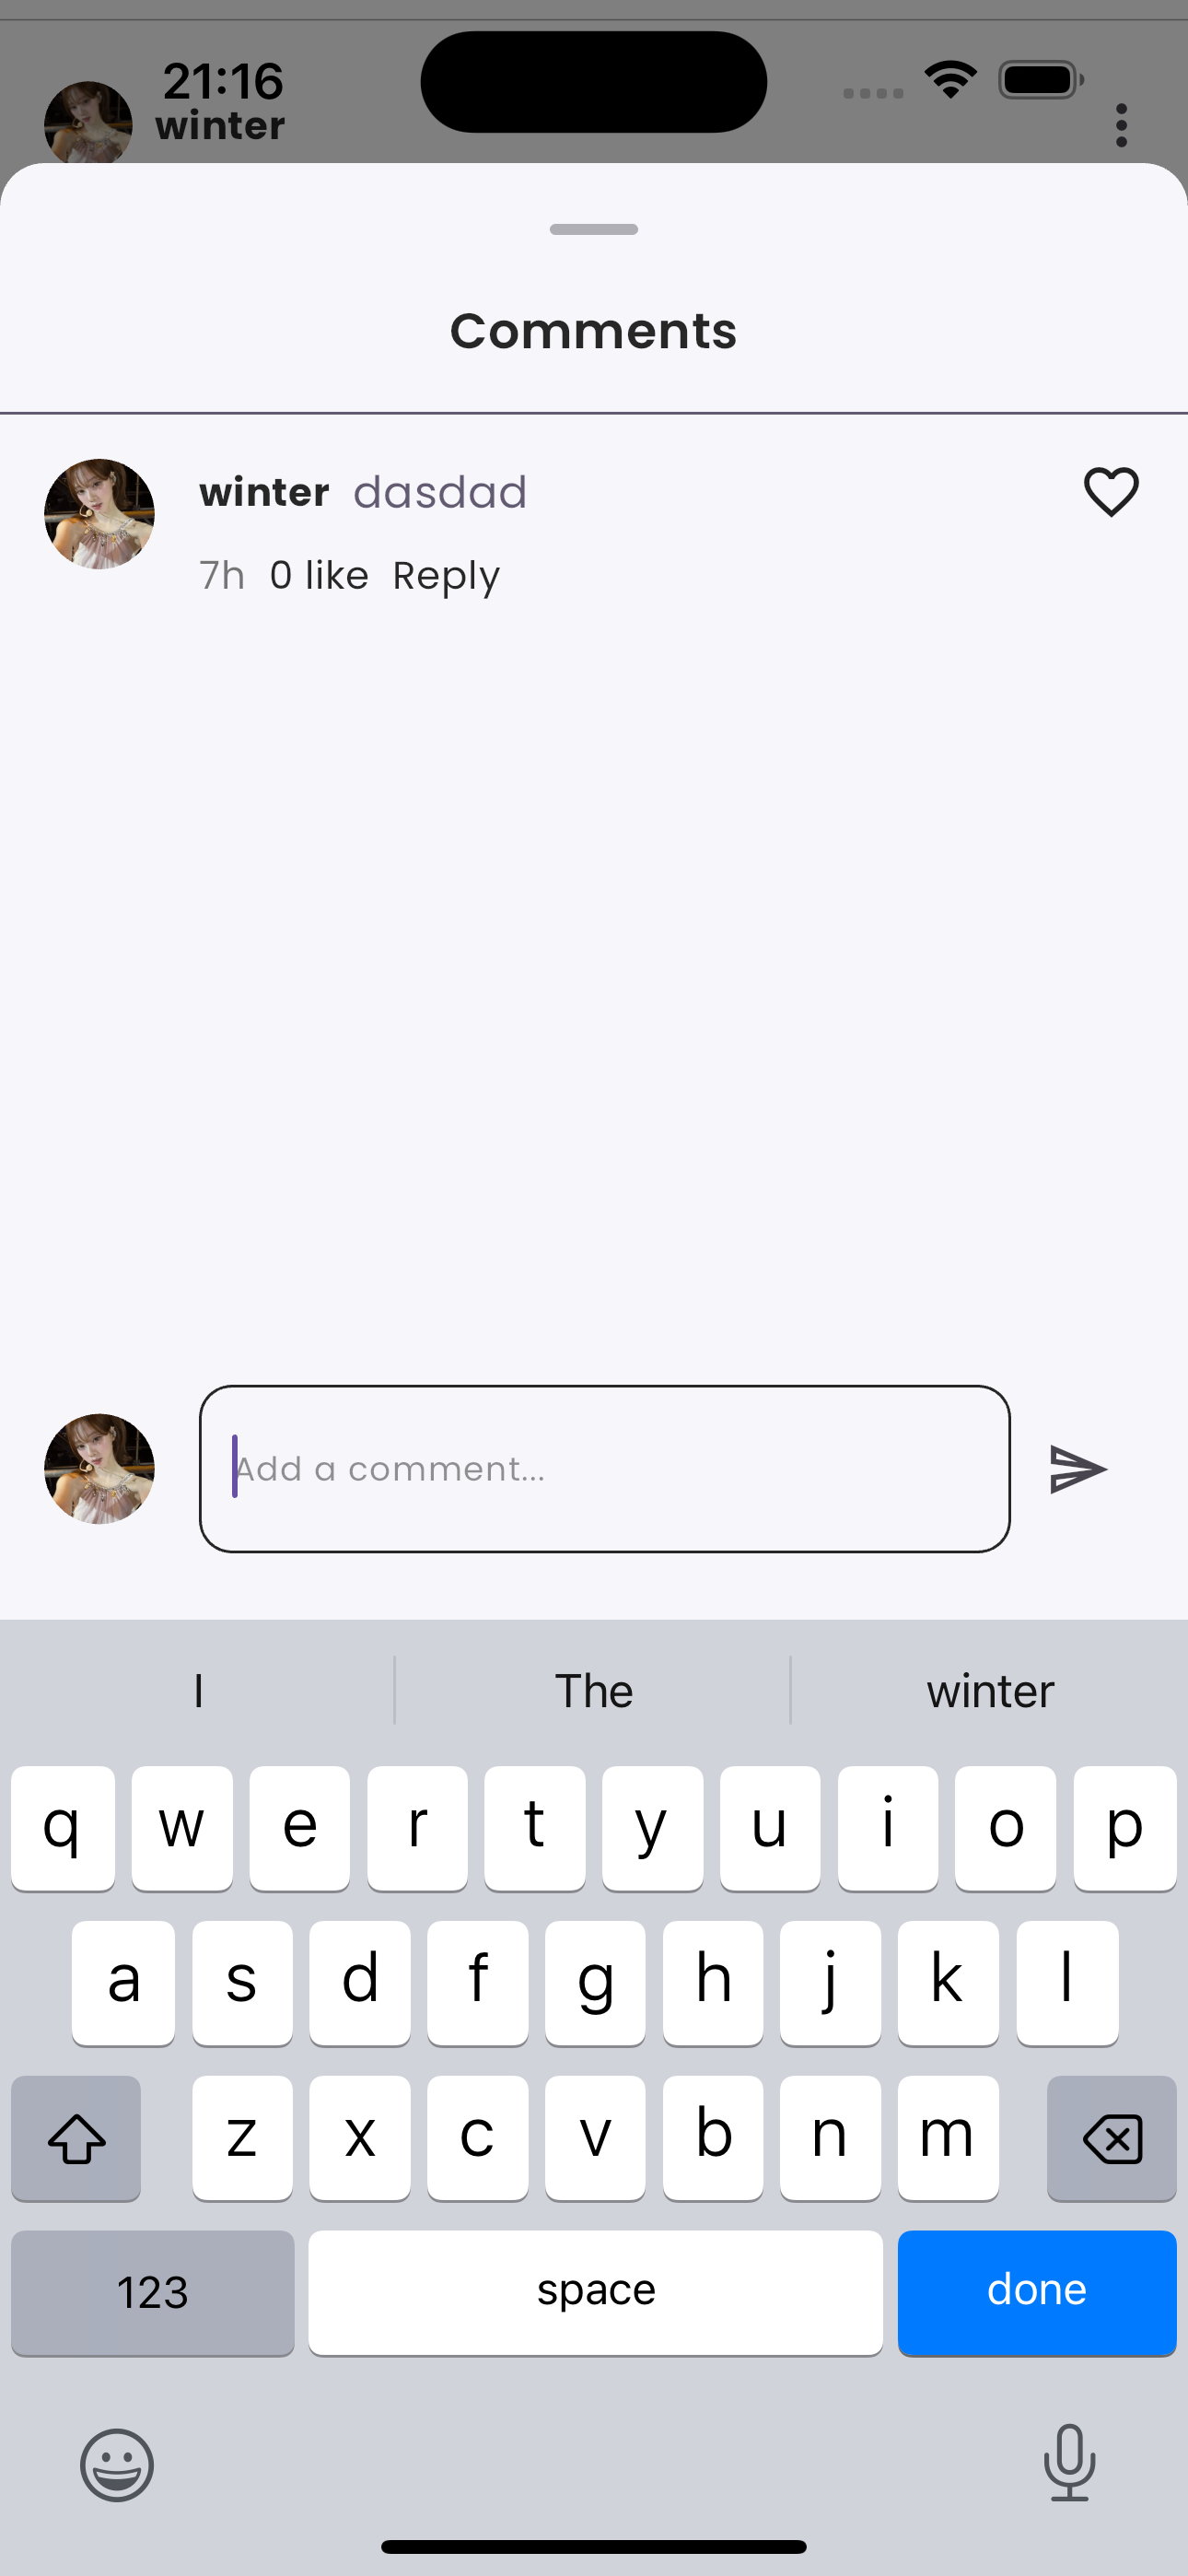 21:16
winter
Comments
winter dasdad
7h 0 like Reply
Add a comment...
I The winter
q w e r t y u i o p
a s d f g h j k l
z x c v b n m
123 space done